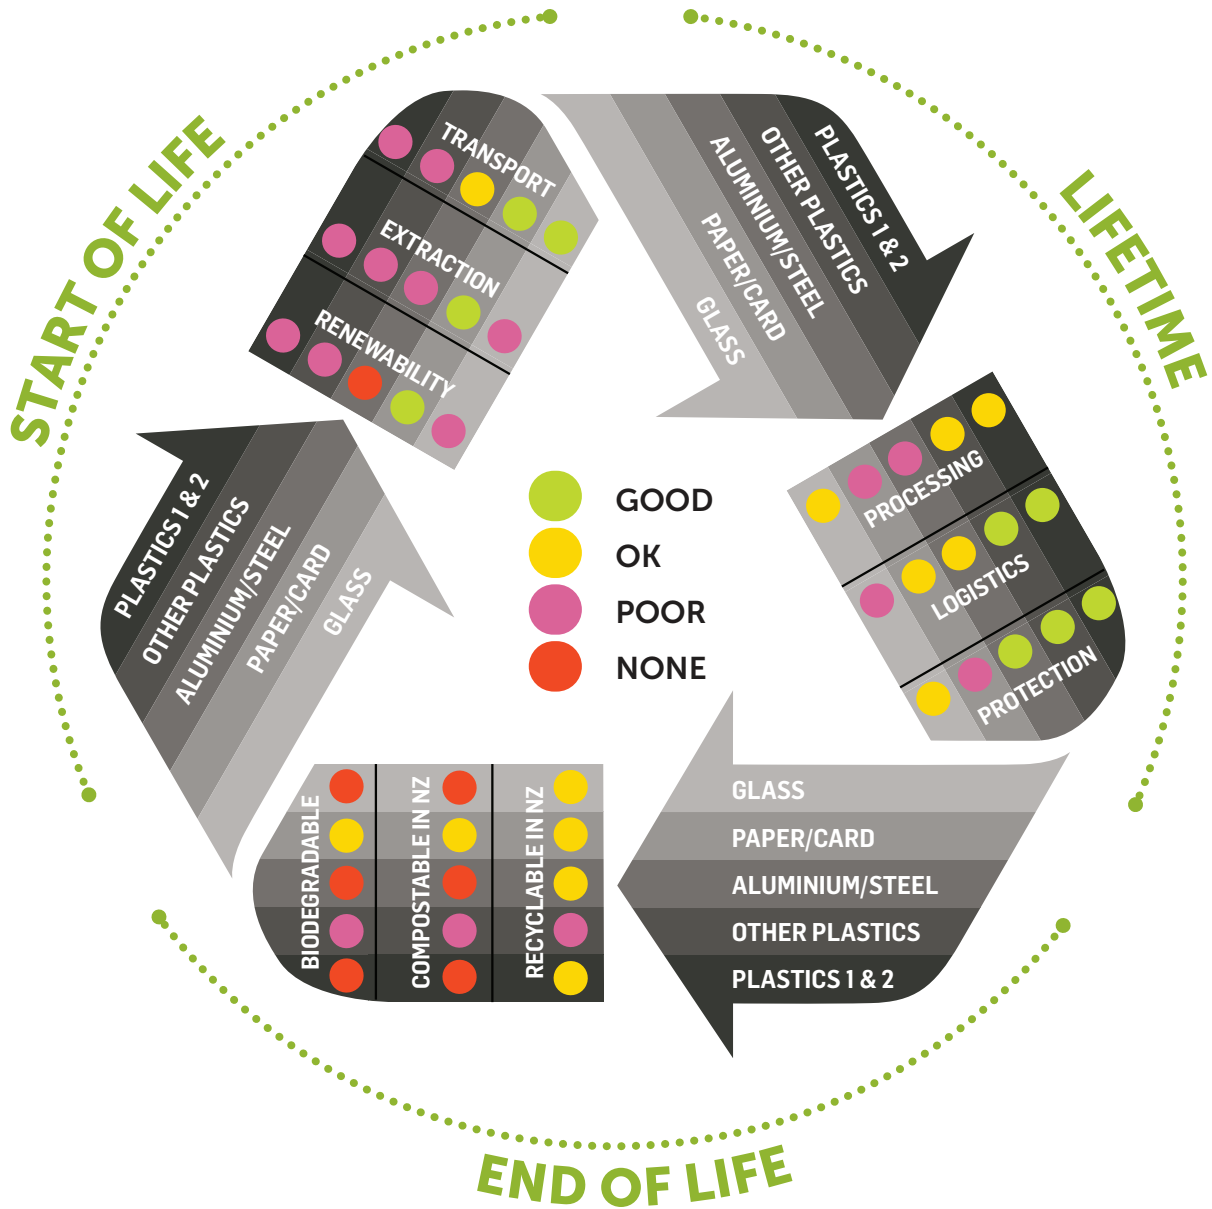 START OF LIFE
TRANSPORT
EXTRACTION
RENEWABILITY
PLASTICS 1 & 2
OTHER PLASTICS
ALUMINIUM/STEEL
PAPER/CARD
GLASS
LIFETIME
PLASTICS 1 & 2
OTHER PLASTICS
ALUMINIUM/STEEL
PAPER/CARD
GLASS
PROCESSING
LOGISTICS
PROTECTION
GOOD
OK
POOR
NONE
GLASS
PAPER/CARD
ALUMINIUM/STEEL
OTHER PLASTICS
PLASTICS 1 & 2
BIODEGRADABLE
COMPOSTABLE IN NZ
RECYCLABLE IN NZ
END OF LIFE